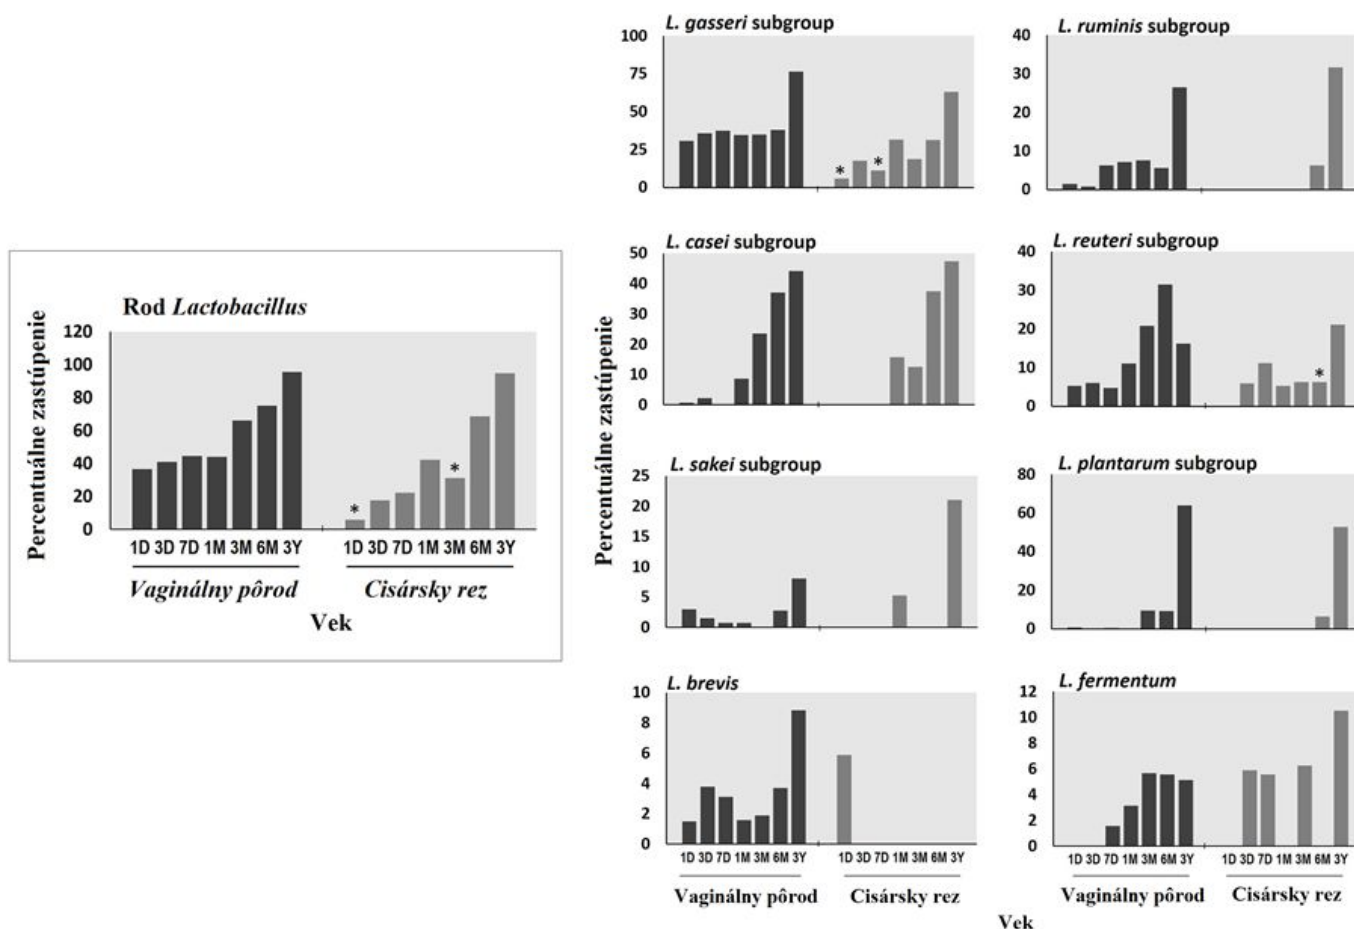 Rod Lactobacillus
Percentuálne zastúpenie
120
100
80
60
40
20
0
*
*
1D 3D 7D 1M 3M 6M 3Y
1D 3D 7D 1M 3M 6M 3Y
Vaginálny pôrod
Cisársky rez
Vek
Percentuálne zastúpenie
L. gasseri subgroup
100
75
50
25
0
*
*
L. ruminis subgroup
40
30
20
10
0
L. casei subgroup
50
40
30
20
10
0
L. reuteri subgroup
40
30
20
10
0
*
L. sakei subgroup
25
20
15
10
5
0
L. plantarum subgroup
80
60
40
20
0
L. brevis
10
8
6
4
2
0
1D 3D 7D 1M 3M 6M 3Y
1D 3D 7D 1M 3M 6M 3Y
Vaginálny pôrod
Cisársky rez
L. fermentum
12
10
8
6
4
2
0
1D 3D 7D 1M 3M 6M 3Y
1D 3D 7D 1M 3M 6M 3Y
Vaginálny pôrod
Cisársky rez
Vek